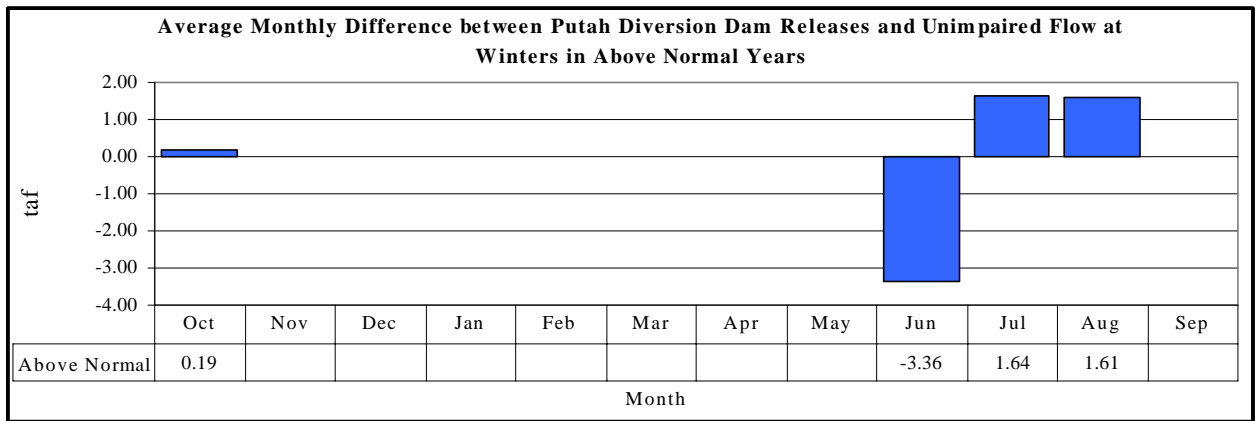 Average Monthly Difference between Putah Diversion Dam Releases and Unimpaired Flow at
Winters in Above Normal Years
2.00
1.00
0.00
-1.00
-2.00
-3.00
-4.00
taf
Oct Nov Dec Jan Feb Mar Apr May Jun Jul Aug Sep
Above Normal 0.19 -3.36 1.64 1.61
Month